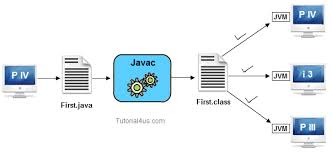 P IV
First.java
Javac
Tutorial4us.com
First.class
JVM
P IV
JVM
i 3
JVM
P III